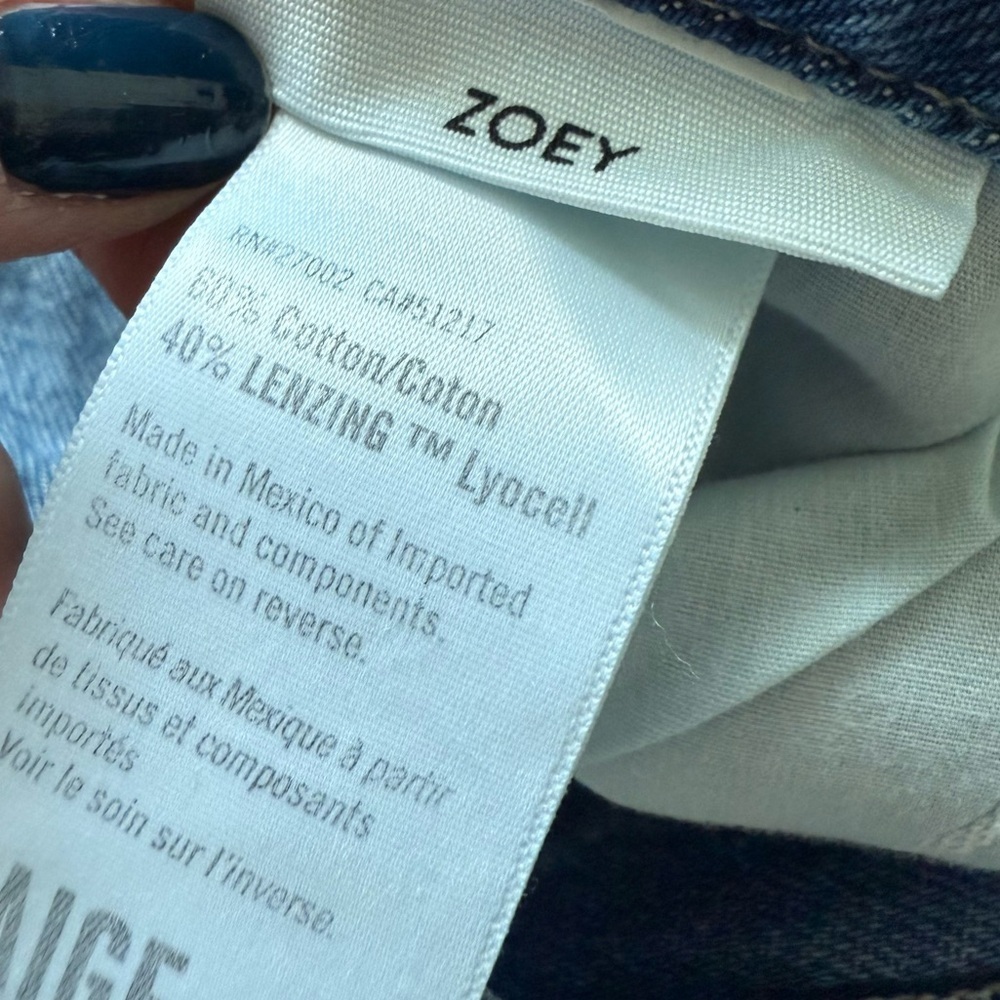 ZOEY
RN#27002 CA#51217
60% Cotton/Coton
40% LENZING ™ Lyocell
Made in Mexico of Imported
fabric and components.
See care on reverse.
Fabriqué aux Mexique à partir
de tissus et composants
importés
Voir le soin sur l'inverse.
AIGE